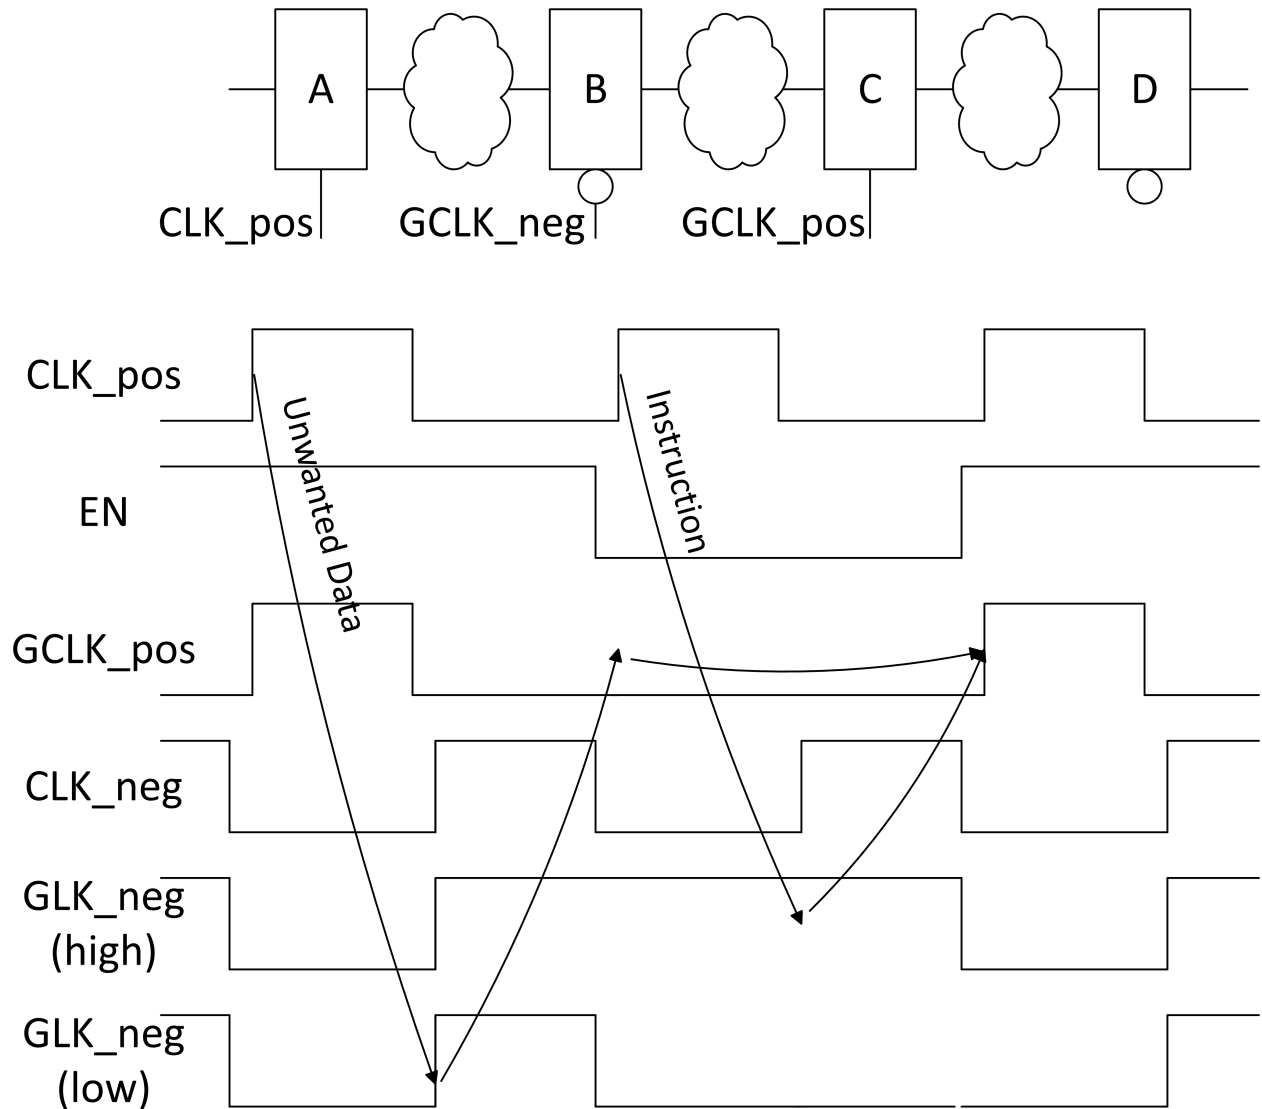 A
B
C
D
CLK_pos
GCLK_neg
GCLK_pos
CLK_pos
Unwanted Data
Instruction
EN
GCLK_pos
CLK_neg
GLK_neg
(high)
GLK_neg
(low)